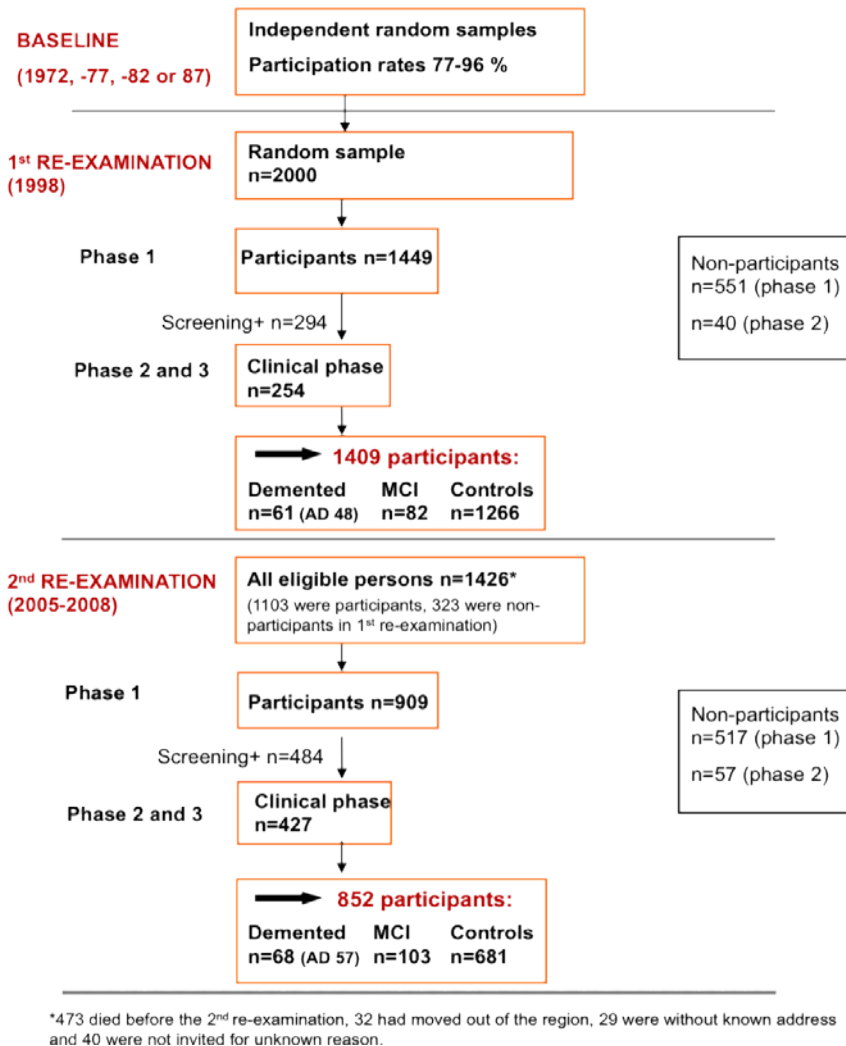 BASELINE
(1972, -77, -82 or 87)
Independent random samples
Participation rates 77-96 %
1st RE-EXAMINATION
(1998)
Random sample
n=2000
Phase 1
Participants n=1449
Non-participants
n=551 (phase 1)
n=40 (phase 2)
Screening+ n=294
Phase 2 and 3
Clinical phase
n=254
1409 participants:
Demented MCI Controls
n=61 (AD 48) n=82 n=1266
2nd RE-EXAMINATION
(2005-2008)
All eligible persons n=1426*
(1103 were participants, 323 were non-
participants in 1st re-examination)
Phase 1
Participants n=909
Non-participants
n=517 (phase 1)
n=57 (phase 2)
Screening+ n=484
Phase 2 and 3
Clinical phase
n=427
852 participants:
Demented MCI Controls
n=68 (AD 57) n=103 n=681
*473 died before the 2nd re-examination, 32 had moved out of the region, 29 were without known address
and 40 were not invited for unknown reason.